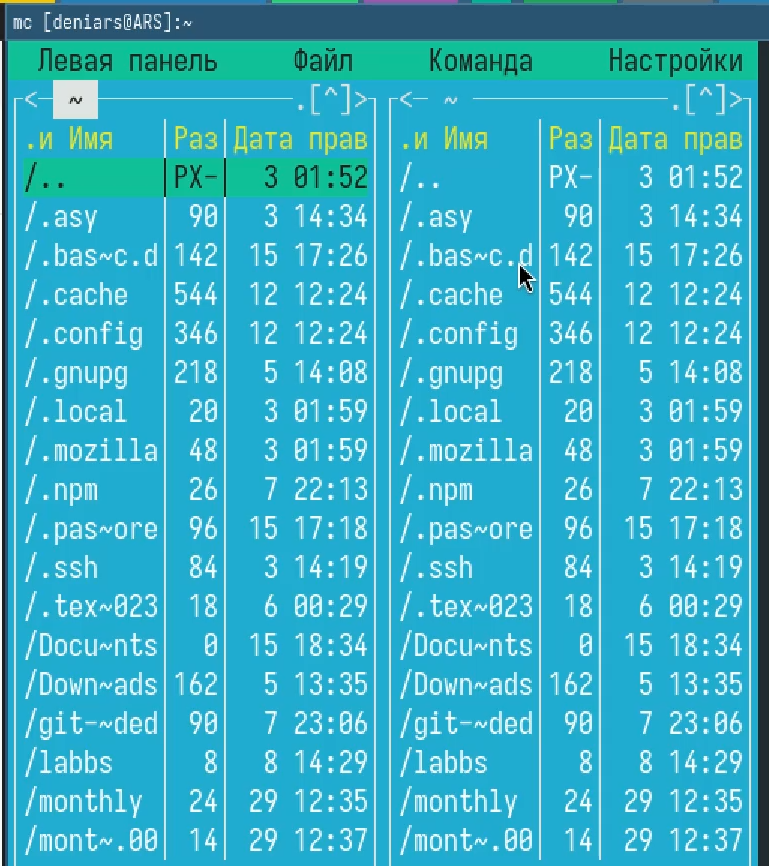 mc [deniars@ARS]:~
Левая панель Файл Команда Настройки
<- ~ .[^]> <- ~ .[^]>
.и Имя Раз Дата прав .и Имя Раз Дата прав
/.. РХ- 3 01:52 /.. РХ- 3 01:52
/.asy 90 3 14:34 /.asy 90 3 14:34
/.bas~c.d 142 15 17:26 /.bas~c.d 142 15 17:26
/.cache 544 12 12:24 /.cache 544 12 12:24
/.config 346 12 12:24 /.config 346 12 12:24
/.gnupg 218 5 14:08 /.gnupg 218 5 14:08
/.local 20 3 01:59 /.local 20 3 01:59
/.mozilla 48 3 01:59 /.mozilla 48 3 01:59
/.npm 26 7 22:13 /.npm 26 7 22:13
/.pas~ore 96 15 17:18 /.pas~ore 96 15 17:18
/.ssh 84 3 14:19 /.ssh 84 3 14:19
/.tex~023 18 6 00:29 /.tex~023 18 6 00:29
/Docu~nts 0 15 18:34 /Docu~nts 0 15 18:34
/Down~ads 162 5 13:35 /Down~ads 162 5 13:35
/git-~ded 90 7 23:06 /git-~ded 90 7 23:06
/labbs 8 8 14:29 /labbs 8 8 14:29
/monthly 24 29 12:35 /monthly 24 29 12:35
/mont~.00 14 29 12:37 /mont~.00 14 29 12:37